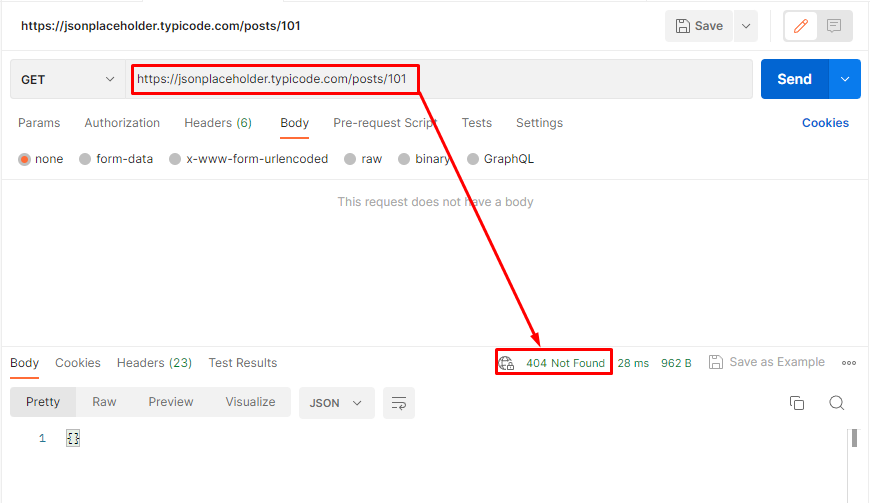 https://jsonplaceholder.typicode.com/posts/101 Save
GET https://jsonplaceholder.typicode.com/posts/101 Send
Params Authorization Headers (6) Body Pre-request Script Tests Settings Cookies
none form-data x-www-form-urlencoded raw binary GraphQL
This request does not have a body
Body Cookies Headers (23) Test Results 404 Not Found 28 ms 962 B Save as Example
Pretty Raw Preview Visualize JSON
1 {}